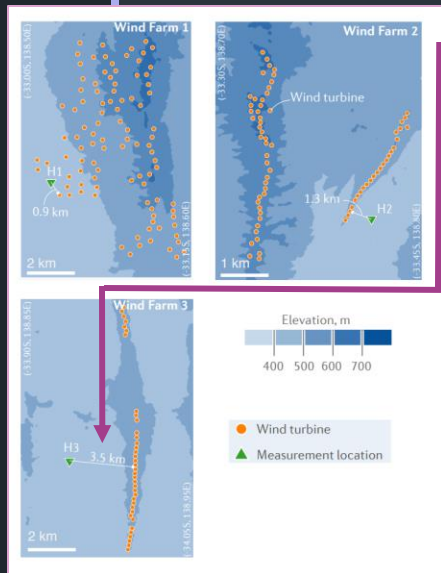 Wind Farm 1
(-33.00S, 138.50E)
H1
0.9 km
2 km
(-33.15S, 138.60E)
Wind Farm 2
(-33.30S, 138.70E)
Wind turbine
1.3 km
H2
1 km
(-33.45S, 138.80E)
Wind Farm 3
(-33.90S, 138.85E)
H3
3.5 km
2 km
(-34.05S, 138.95E)
Elevation, m
400 500 600 700
Wind turbine
Measurement location